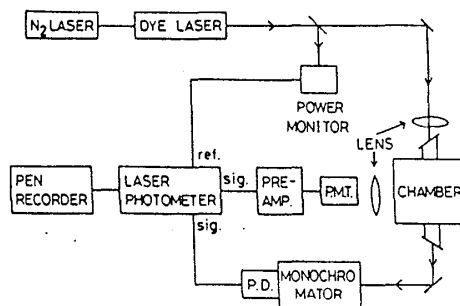 N2 LASER
DYE LASER
POWER
MONITOR
LENS
ref.
PEN
RECORDER
LASER
PHOTOMETER
sig.
PRE-
AMP.
P.M.T.
CHAMBER
sig.
P.D.
MONOCHRO
MATOR